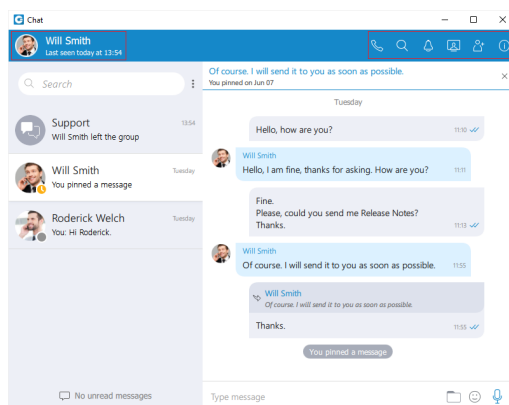 Chat
Will Smith
Last seen today at 13:54
Search
Support
13:54
Will Smith left the group
Will Smith
Tuesday
You pinned a message
Roderick Welch
Tuesday
You: Hi Roderick.
No unread messages
Of course. I will send it to you as soon as possible.
You pinned on Jun 07
Tuesday
Hello, how are you?
11:10
Will Smith
Hello, I am fine, thanks for asking. How are you?
11:11
Fine.
Please, could you send me Release Notes?
Thanks.
11:13
Will Smith
Of course. I will send it to you as soon as possible.
11:55
Will Smith
Of course. I will send it to you as soon as possible.
Thanks.
11:55
You pinned a message
Type message